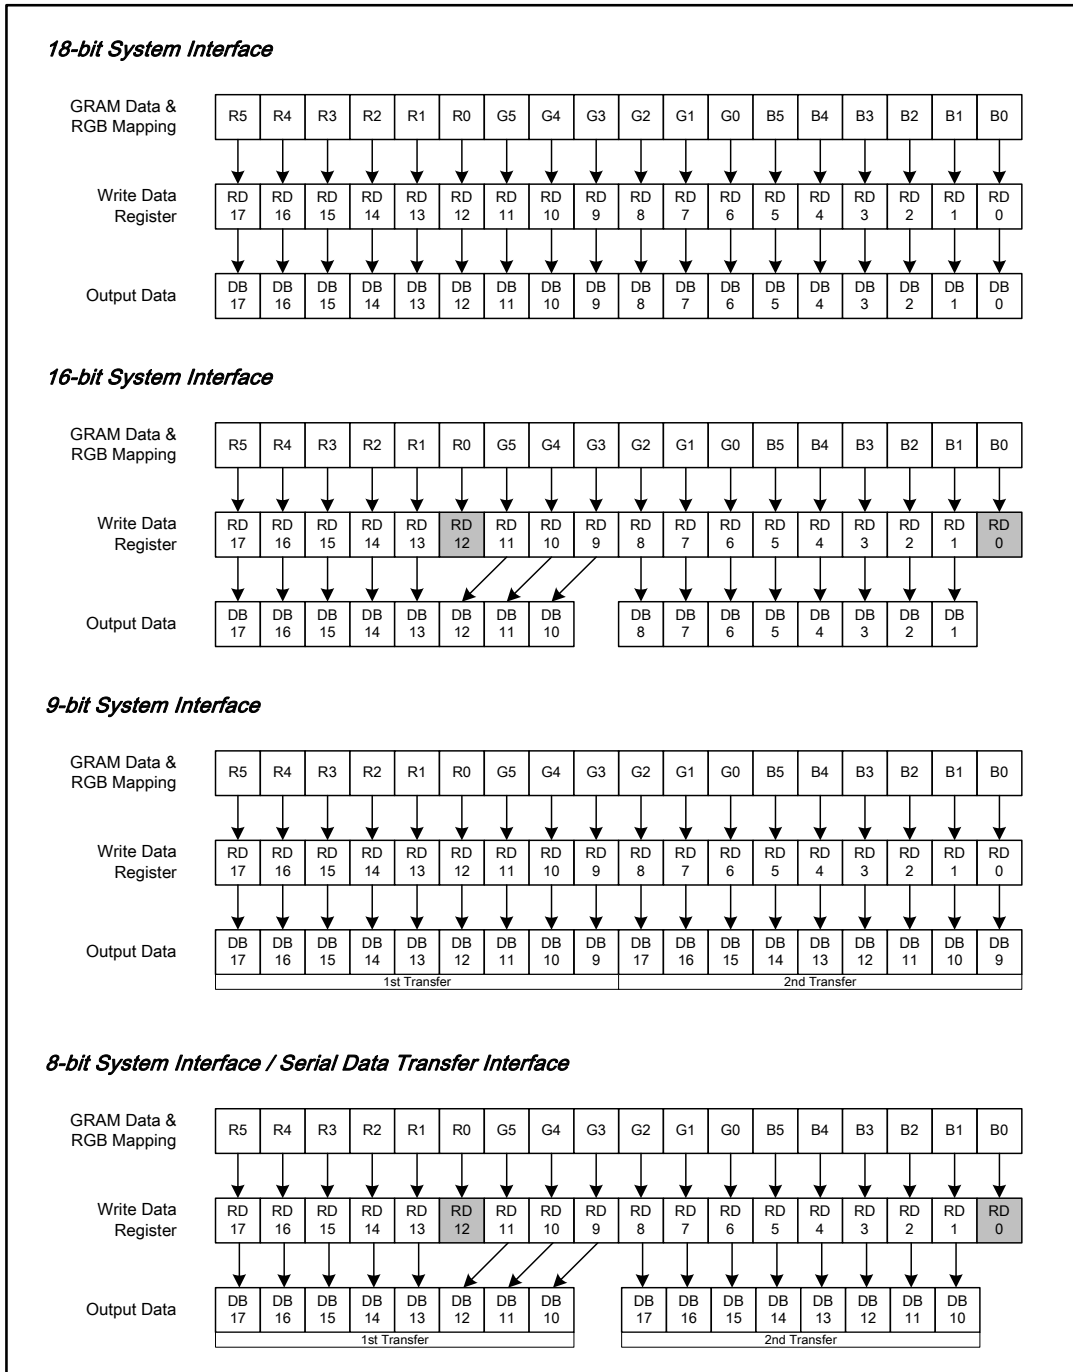 18-bit System Interface
GRAM Data &
RGB Mapping
R5 R4 R3 R2 R1 R0 G5 G4 G3 G2 G1 G0 B5 B4 B3 B2 B1 B0
Write Data
Register
RD 17 RD 16 RD 15 RD 14 RD 13 RD 12 RD 11 RD 10 RD 9 RD 8 RD 7 RD 6 RD 5 RD 4 RD 3 RD 2 RD 1 RD 0
Output Data
DB 17 DB 16 DB 15 DB 14 DB 13 DB 12 DB 11 DB 10 DB 9 DB 8 DB 7 DB 6 DB 5 DB 4 DB 3 DB 2 DB 1 DB 0
16-bit System Interface
GRAM Data &
RGB Mapping
R5 R4 R3 R2 R1 R0 G5 G4 G3 G2 G1 G0 B5 B4 B3 B2 B1 B0
Write Data
Register
RD 17 RD 16 RD 15 RD 14 RD 13 RD 12 RD 11 RD 10 RD 9 RD 8 RD 7 RD 6 RD 5 RD 4 RD 3 RD 2 RD 1 RD 0
Output Data
DB 17 DB 16 DB 15 DB 14 DB 13 DB 12 DB 11 DB 10 DB 8 DB 7 DB 6 DB 5 DB 4 DB 3 DB 2 DB 1
9-bit System Interface
GRAM Data &
RGB Mapping
R5 R4 R3 R2 R1 R0 G5 G4 G3 G2 G1 G0 B5 B4 B3 B2 B1 B0
Write Data
Register
RD 17 RD 16 RD 15 RD 14 RD 13 RD 12 RD 11 RD 10 RD 9 RD 8 RD 7 RD 6 RD 5 RD 4 RD 3 RD 2 RD 1 RD 0
Output Data
DB 17 DB 16 DB 15 DB 14 DB 13 DB 12 DB 11 DB 10 DB 9 DB 17 DB 16 DB 15 DB 14 DB 13 DB 12 DB 11 DB 10 DB 9
1st Transfer 2nd Transfer
8-bit System Interface / Serial Data Transfer Interface
GRAM Data &
RGB Mapping
R5 R4 R3 R2 R1 R0 G5 G4 G3 G2 G1 G0 B5 B4 B3 B2 B1 B0
Write Data
Register
RD 17 RD 16 RD 15 RD 14 RD 13 RD 12 RD 11 RD 10 RD 9 RD 8 RD 7 RD 6 RD 5 RD 4 RD 3 RD 2 RD 1 RD 0
Output Data
DB 17 DB 16 DB 15 DB 14 DB 13 DB 12 DB 11 DB 10 DB 17 DB 16 DB 15 DB 14 DB 13 DB 12 DB 11 DB 10
1st Transfer 2nd Transfer